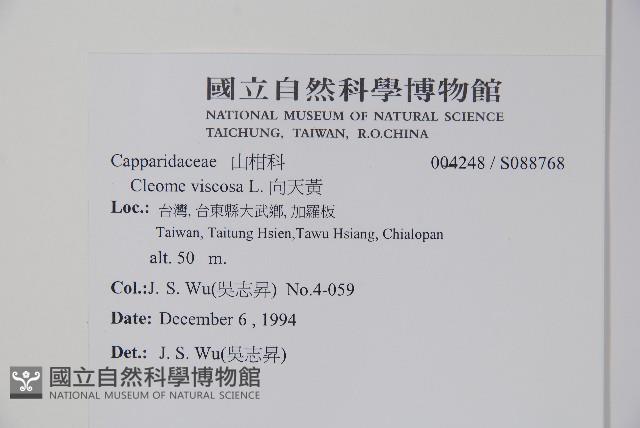 國立自然科學博物館
NATIONAL MUSEUM OF NATURAL SCIENCE
TAICHUNG, TAIWAN, R.O.CHINA
Capparidaceae 山柑科 004248 / S088768
Cleome viscosa L. 向天黃
Loc.: 台灣, 台東縣大武鄉, 加羅板
Taiwan, Taitung Hsien,Tawu Hsiang, Chialopan
alt. 50 m.
Col.:J. S. Wu(吳志昇) No.4-059
Date: December 6 , 1994
Det.: J. S. Wu(吳志昇)
國立自然科學博物館
NATIONAL MUSEUM OF NATURAL SCIENCE